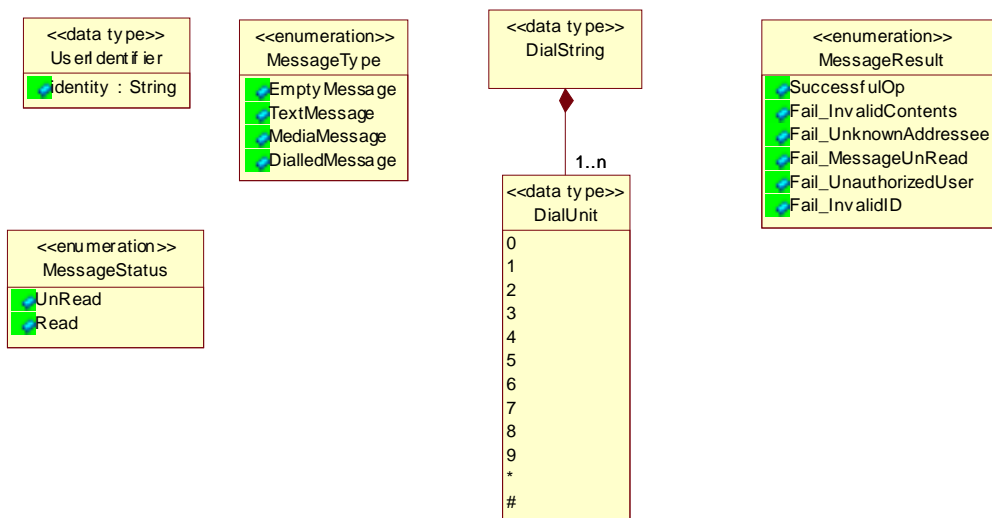 <<data type>>
UserIdentifier
identity : String
<<enumeration>>
MessageType
EmptyMessage
TextMessage
MediaMessage
DialledMessage
<<data type>>
DialString
1..n
<<data type>>
DialUnit
0
1
2
3
4
5
6
7
8
9
*
#
<<enumeration>>
MessageResult
SuccessfulOp
Fail_InvalidContents
Fail_UnknownAddressee
Fail_MessageUnRead
Fail_UnauthorizedUser
Fail_InvalidID
<<enumeration>>
MessageStatus
UnRead
Read